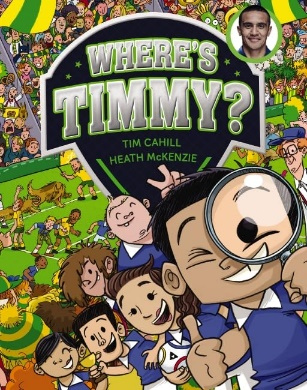 WHERE'S
TIMMY?
TIM CAHILL
HEATH McKENZIE